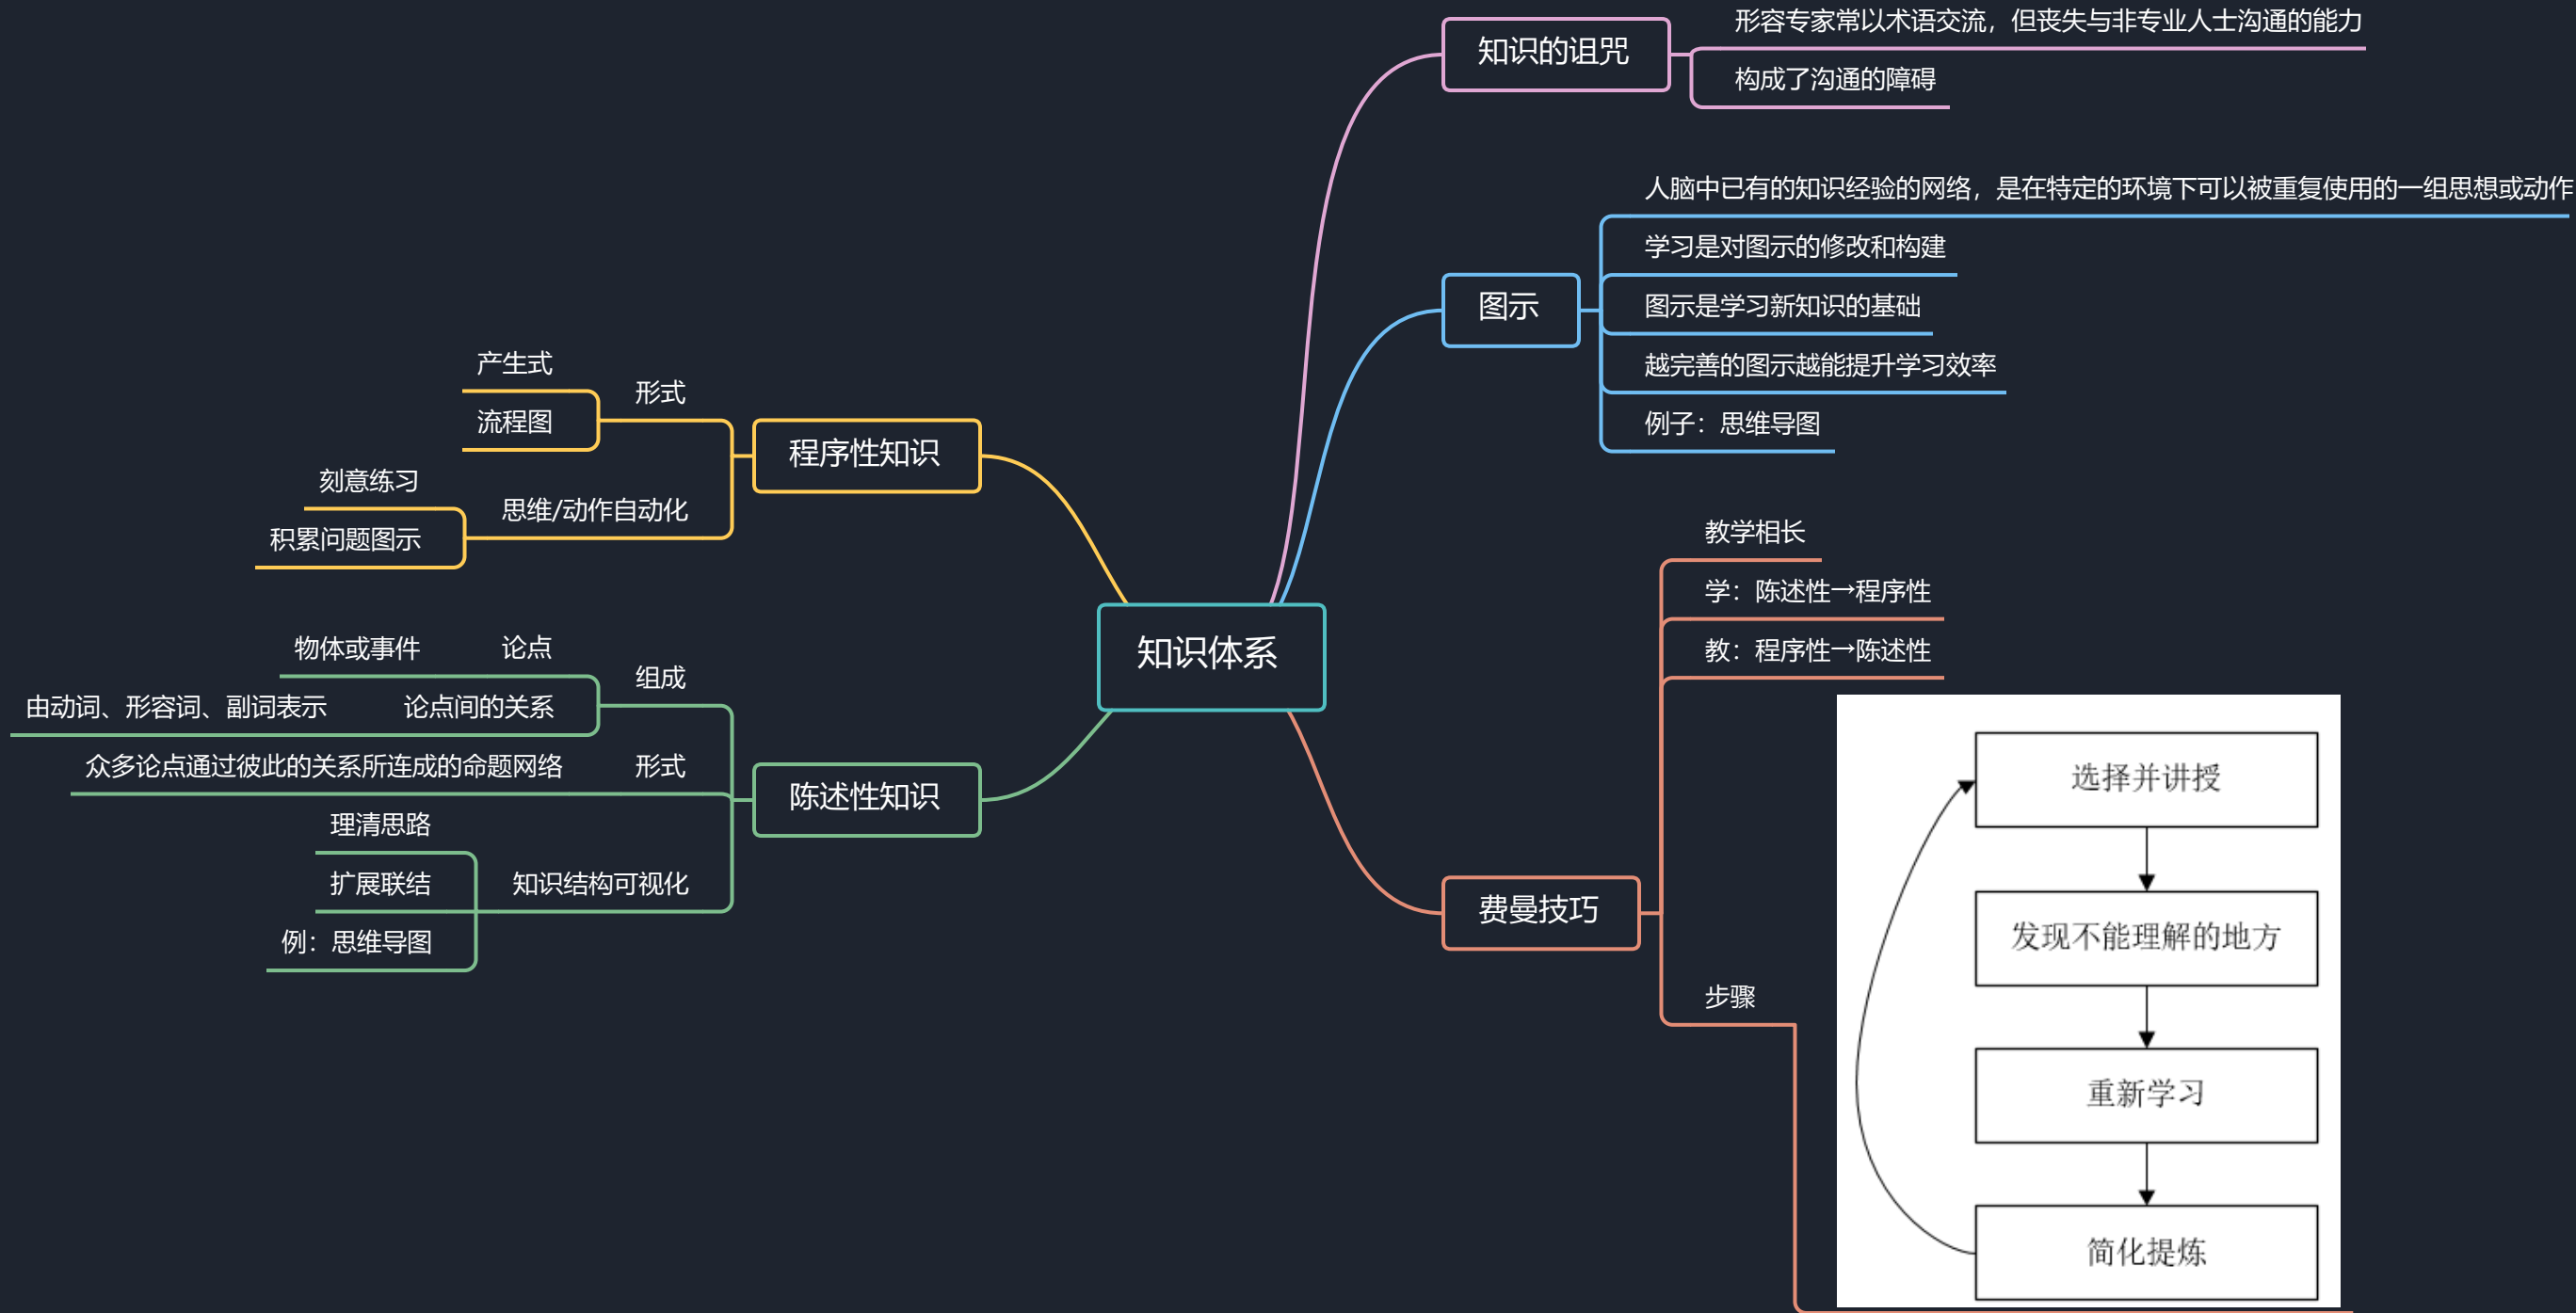 知识体系
知识的诅咒
形容专家常以术语交流，但丧失与非专业人士沟通的能力
构成了沟通的障碍
图示
人脑中已有的知识经验的网络，是在特定的环境下可以被重复使用的一组思想或动作
学习是对图示的修改和构建
图示是学习新知识的基础
越完善的图示越能提升学习效率
例子：思维导图
费曼技巧
教学相长
学：陈述性→程序性
教：程序性→陈述性
步骤
选择并讲授
发现不能理解的地方
重新学习
简化提炼
程序性知识
形式
产生式
流程图
思维/动作自动化
刻意练习
积累问题图示
陈述性知识
组成
论点
物体或事件
论点间的关系
由动词、形容词、副词表示
形式
众多论点通过彼此的关系所连成的命题网络
知识结构可视化
理清思路
扩展联结
例：思维导图